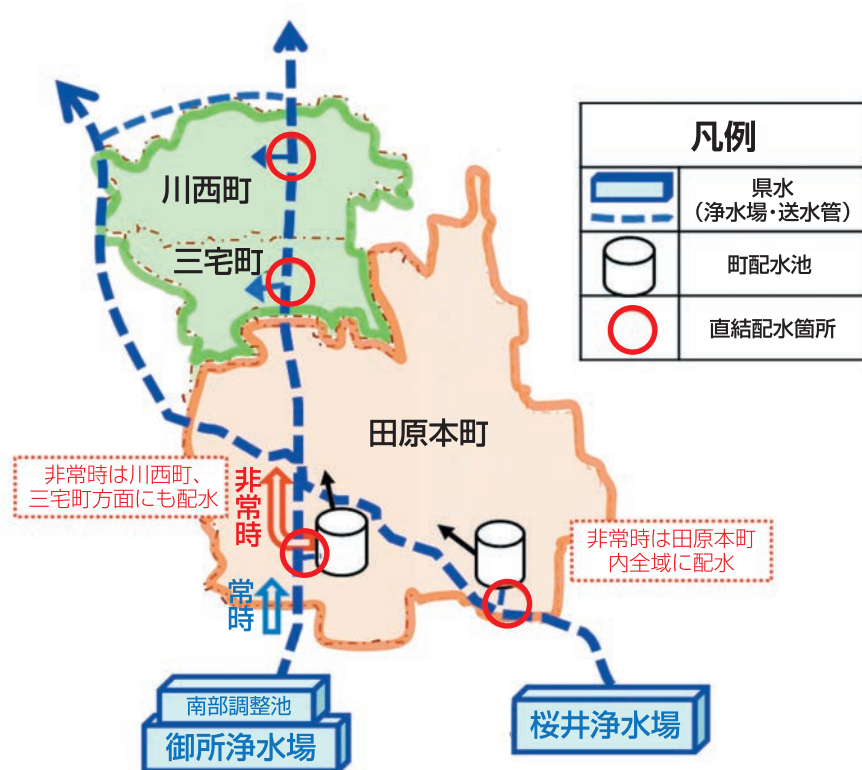 凡例
県水
(浄水場・送水管)
町配水池
直結配水箇所
川西町
三宅町
田原本町
非常時は川西町、
三宅町方面にも配水
非常時
常時
非常時は田原本町
内全域に配水
南部調整池
御所浄水場
桜井浄水場